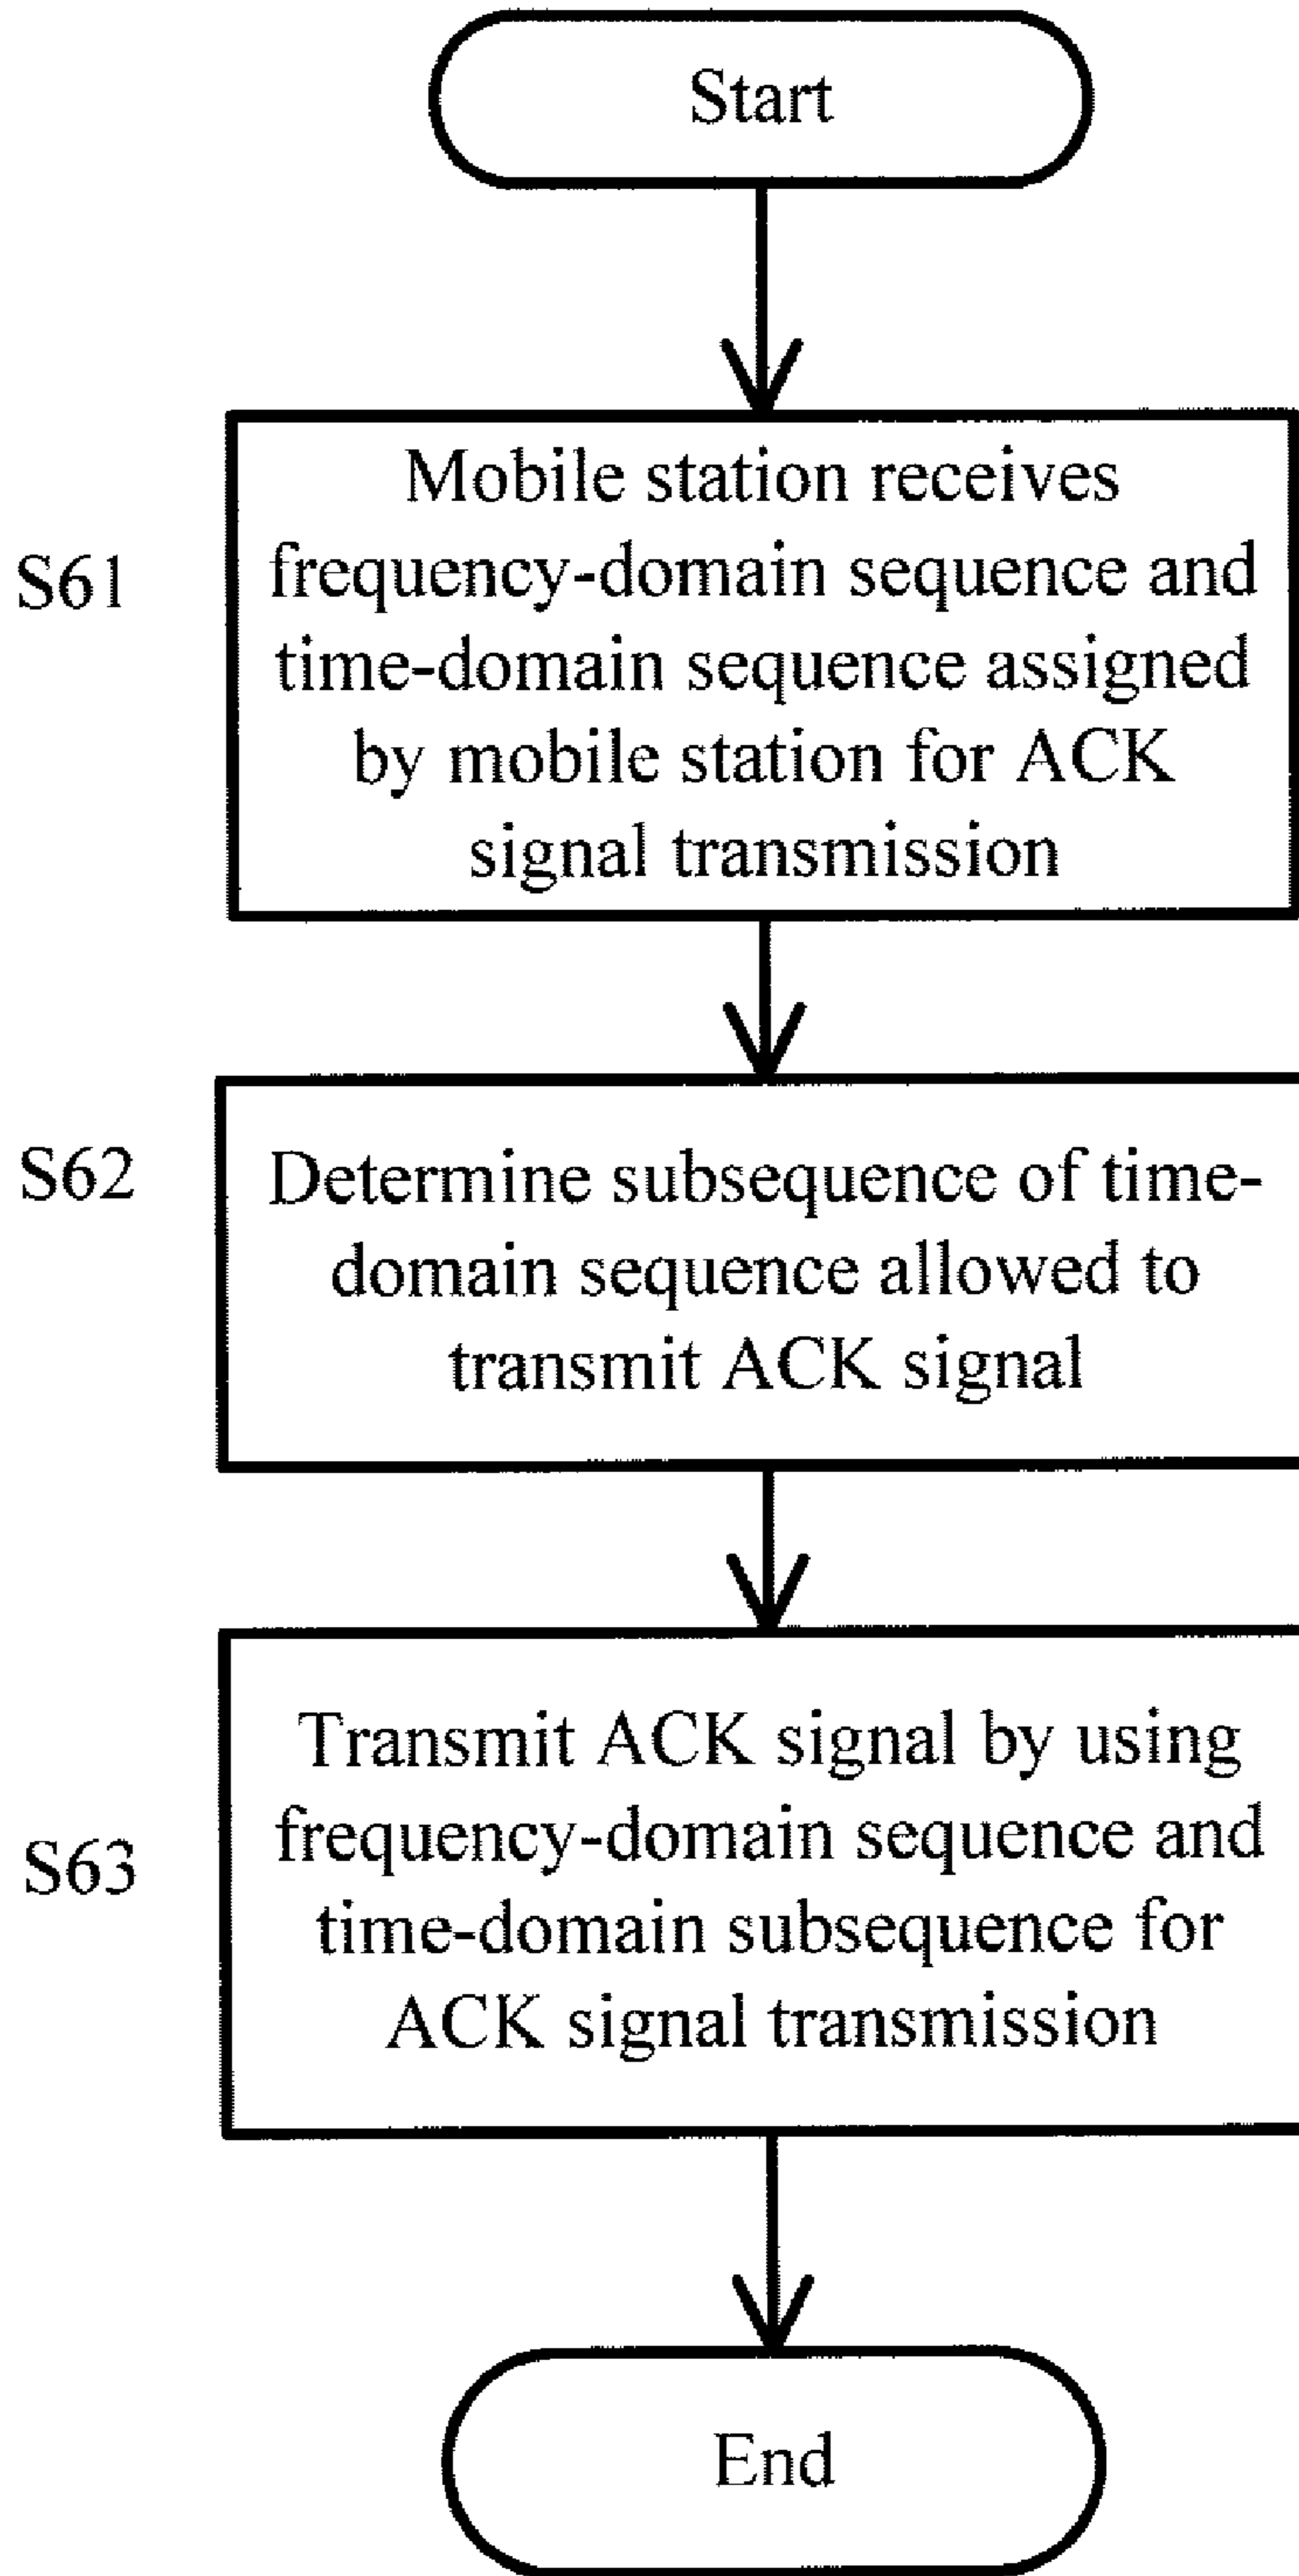 Start
S61
Mobile station receives
frequency-domain sequence and
time-domain sequence assigned
by mobile station for ACK
signal transmission
S62
Determine subsequence of time-
domain sequence allowed to
transmit ACK signal
S63
Transmit ACK signal by using
frequency-domain sequence and
time-domain subsequence for
ACK signal transmission
End